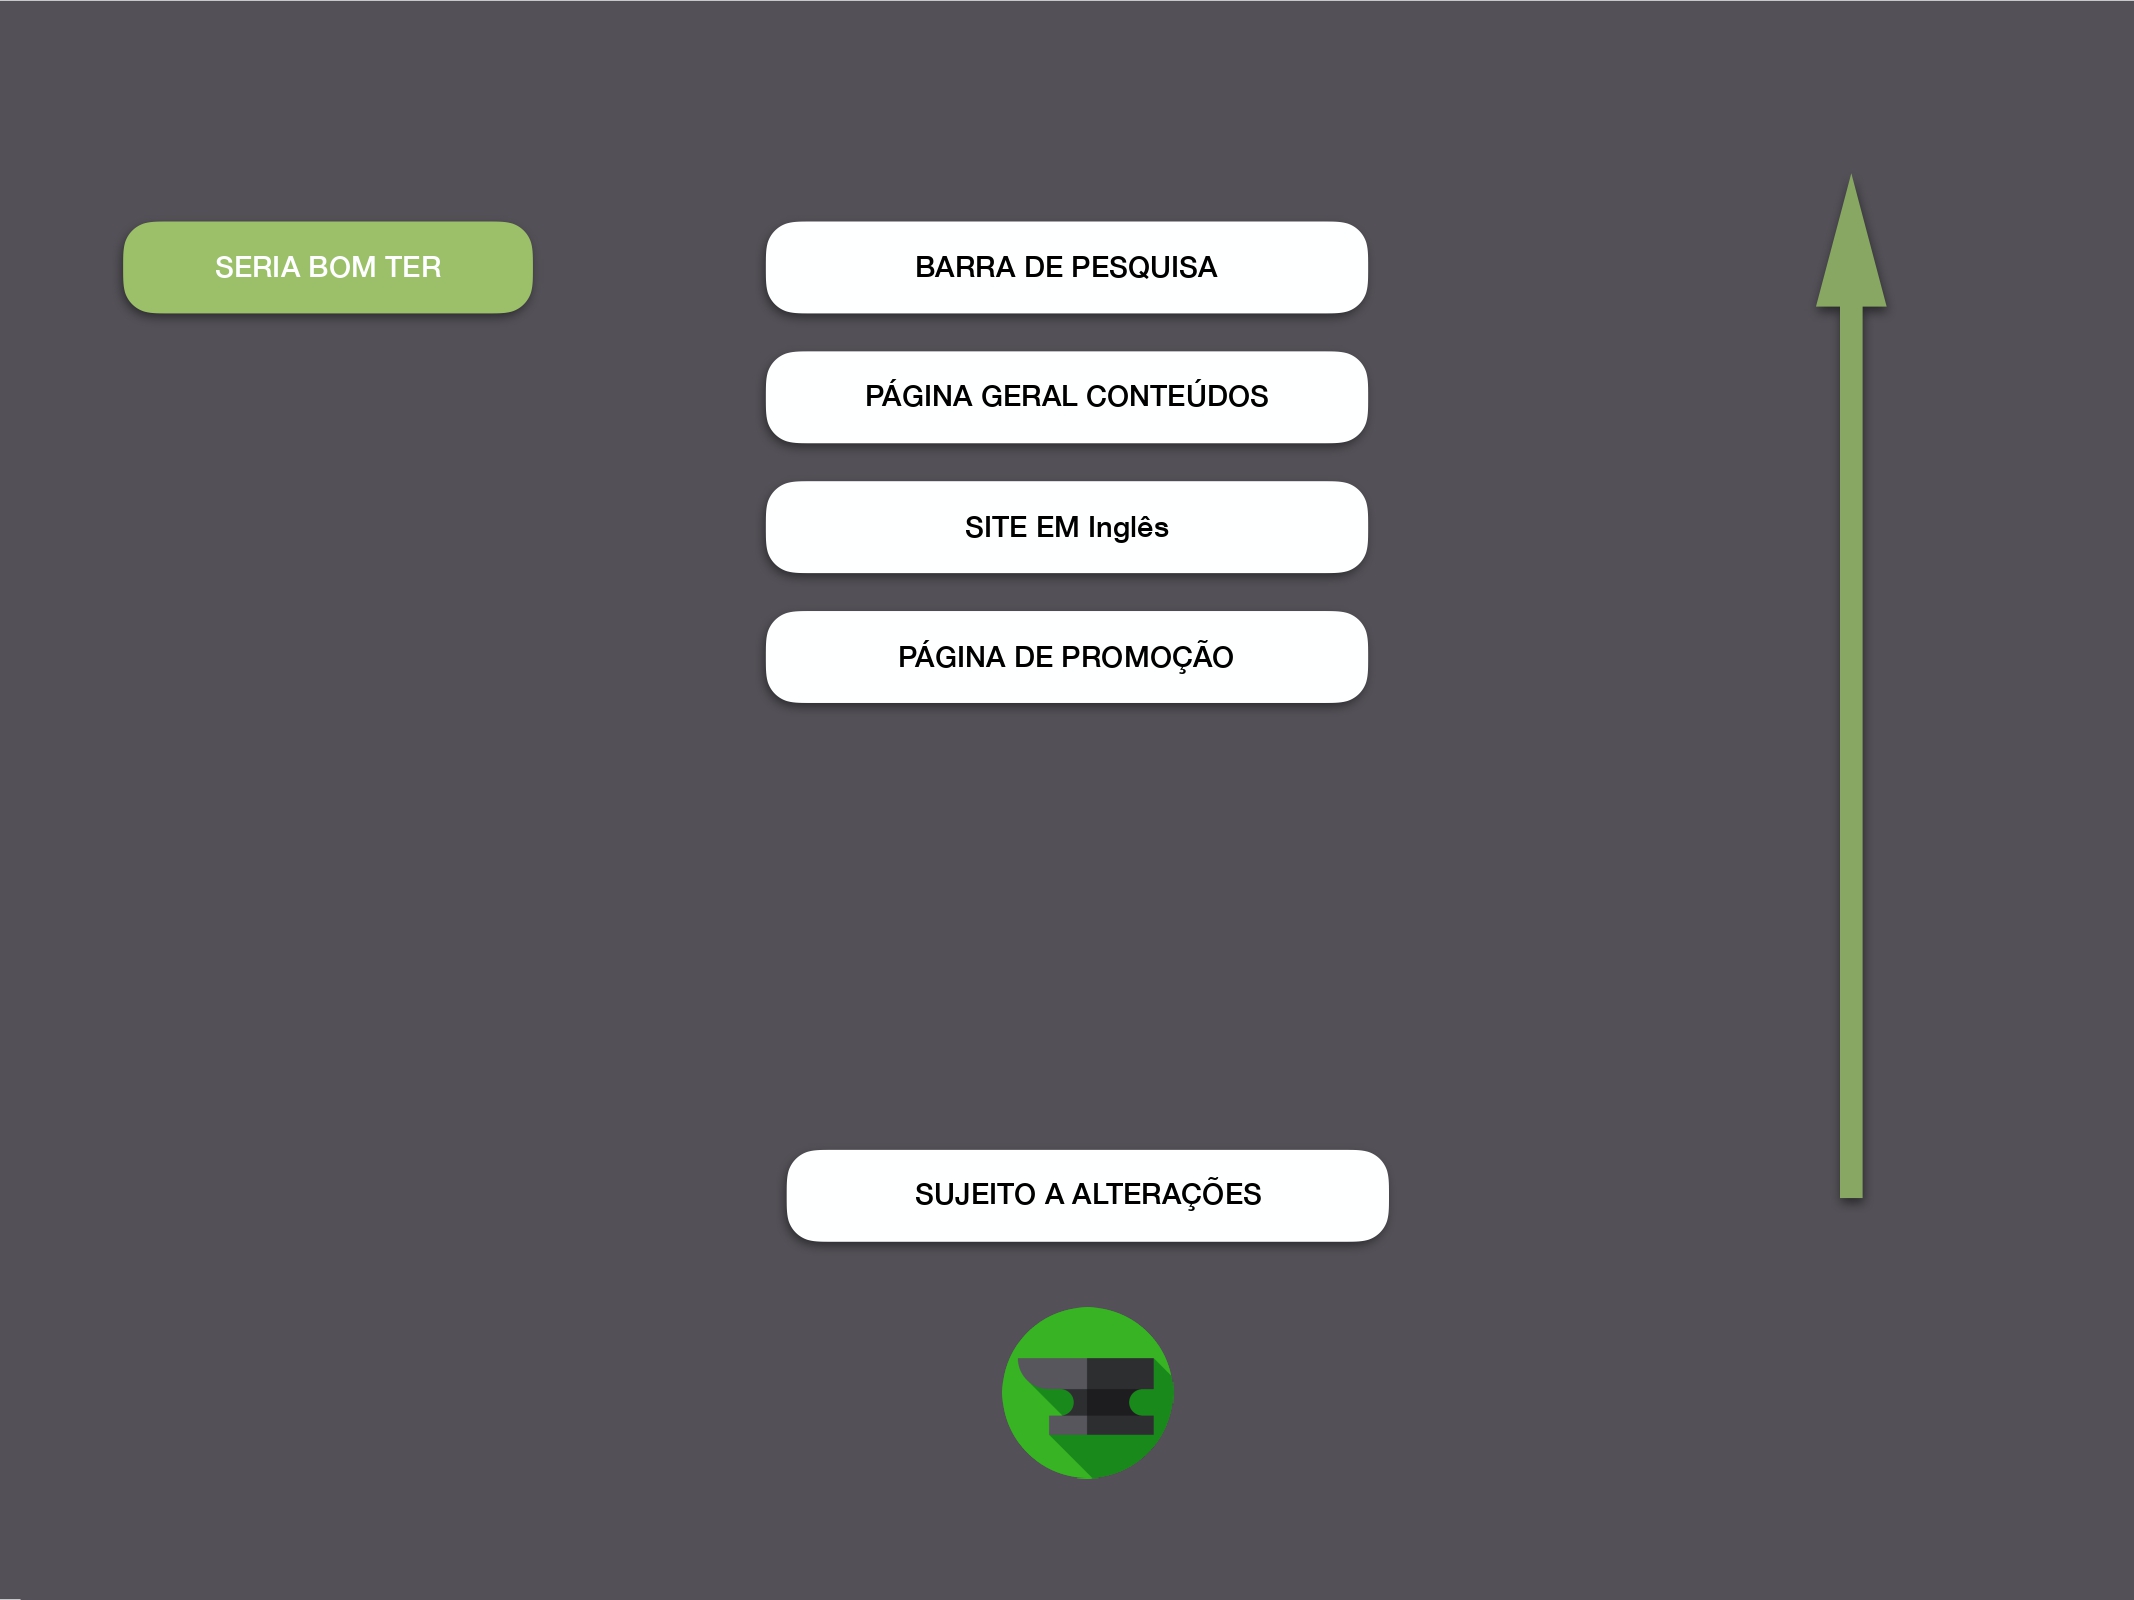 SERIA BOM TER
BARRA DE PESQUISA
PÁGINA GERAL CONTEÚDOS
SITE EM Inglês
PÁGINA DE PROMOÇÃO
SUJEITO A ALTERAÇÕES